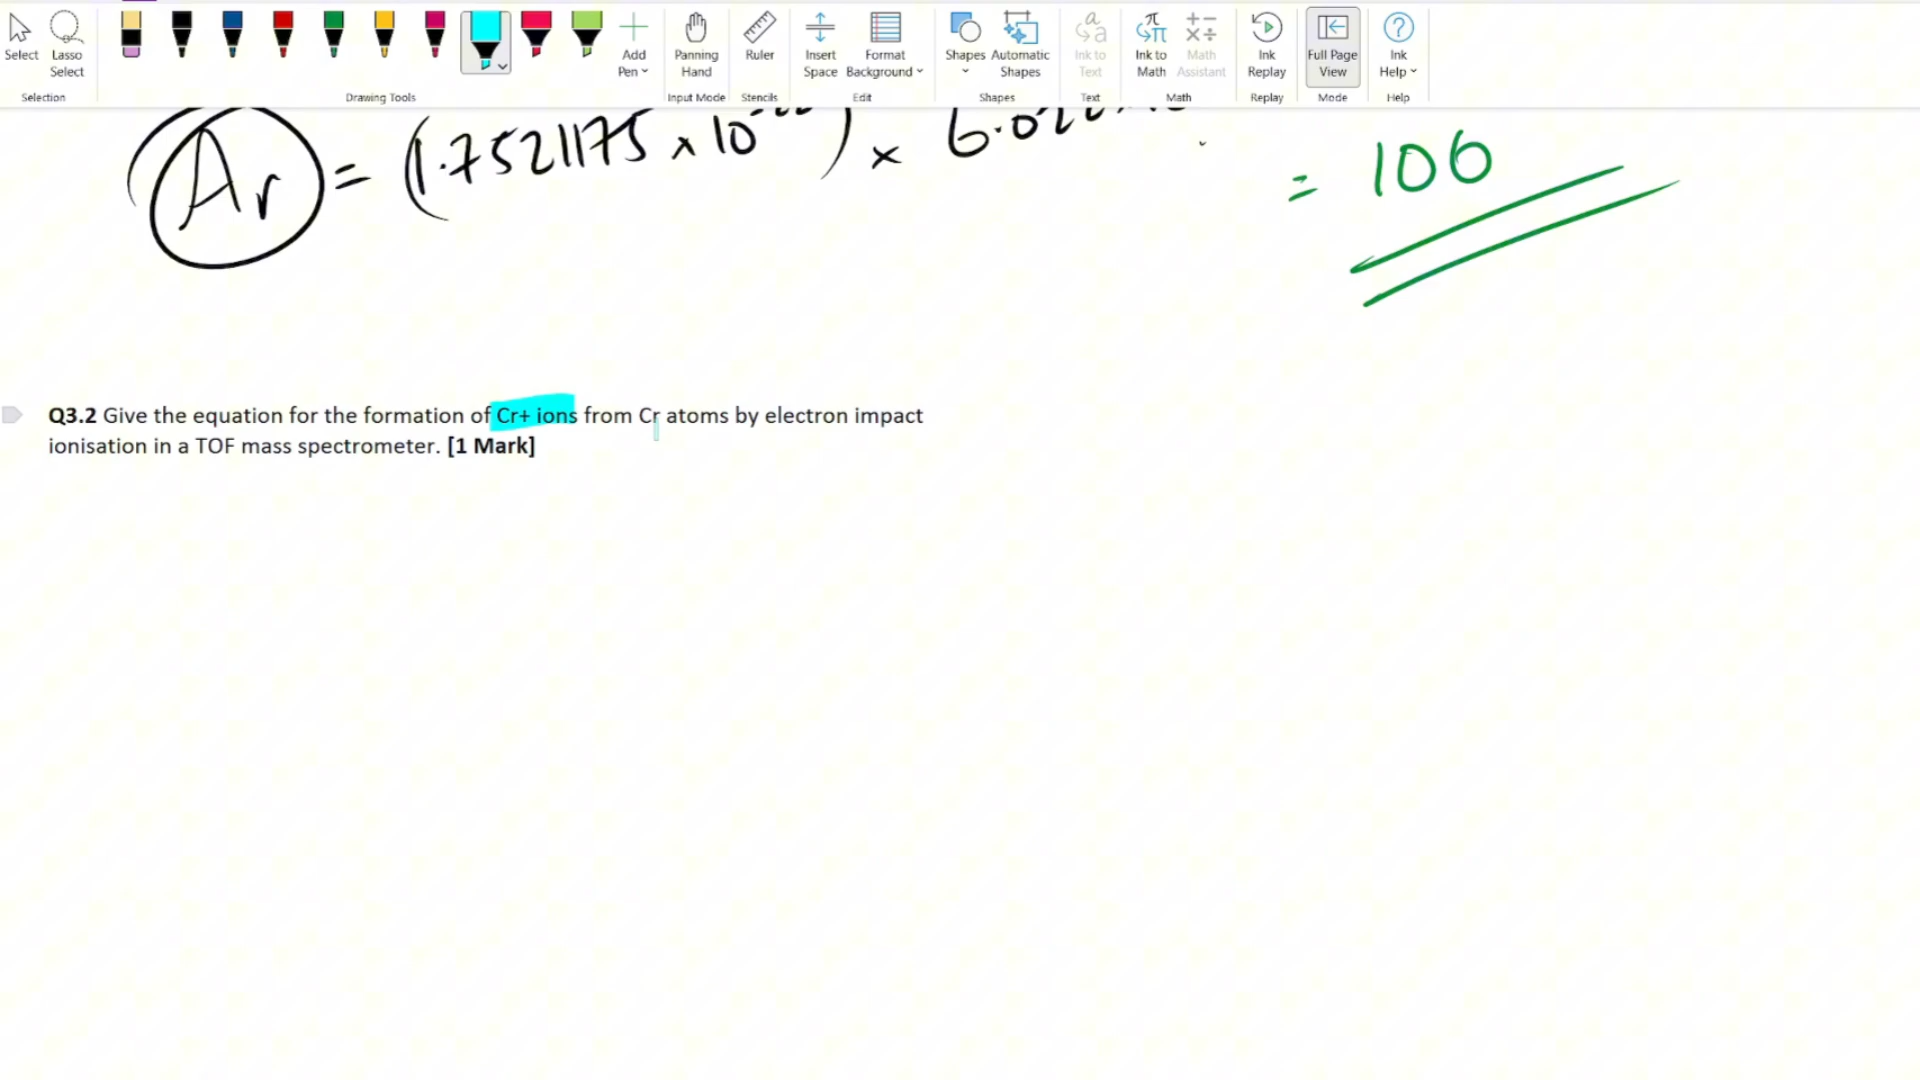 Select
Lasso
Select
Add
Pen
Panning
Hand
Ruler
Insert
Space
Format
Background
Shapes
Automatic
Shapes
Ink to
Text
Ink to
Math
Math
Assistant
Ink
Replay
Full Page
View
Ink
Help
Selection
Drawing Tools
Input Mode
Stencils
Edit
Shapes
Text
Math
Replay
Mode
Help
Ar = (1.7521175 x 10 ) x 6.02
= 106
Q3.2 Give the equation for the formation of Cr+ ions from Cr atoms by electron impact
ionisation in a TOF mass spectrometer. [1 Mark]